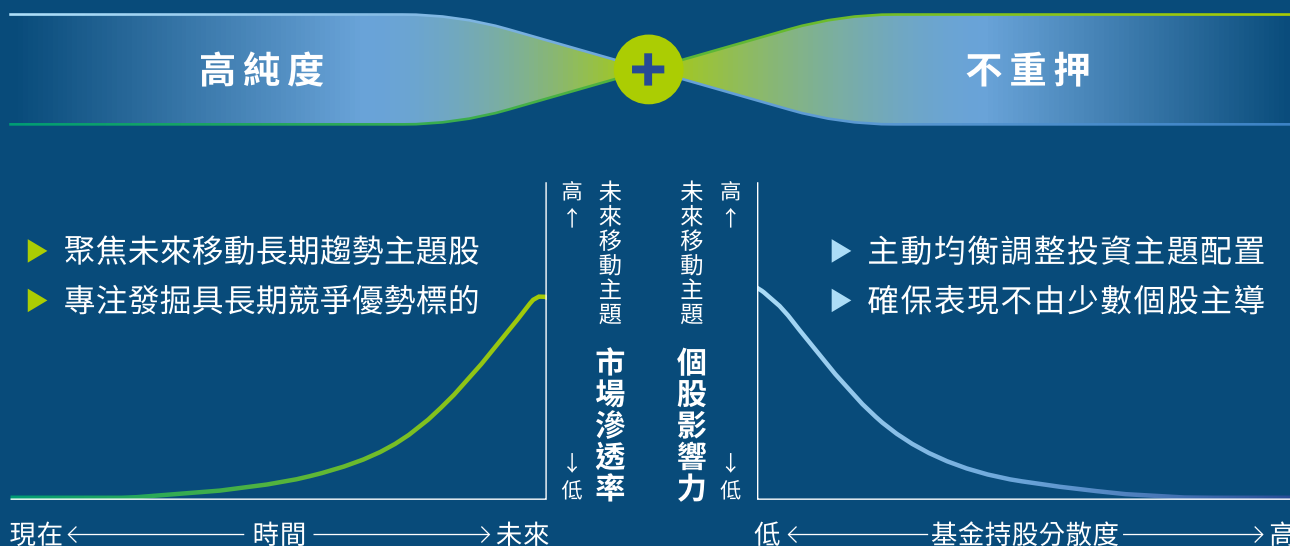 高純度
+
不重押
▶ 聚焦未來移動長期趨勢主題股
▶ 專注發掘具長期競爭優勢標的
高
↑
未來移動主題
市場滲透率
↓
低
現在 ← 時間 → 未來
未來移動主題
個股影響力
高
↑
↓
低
▶ 主動均衡調整投資主題配置
▶ 確保表現不由少數個股主導
低 ← 基金持股分散度 → 高